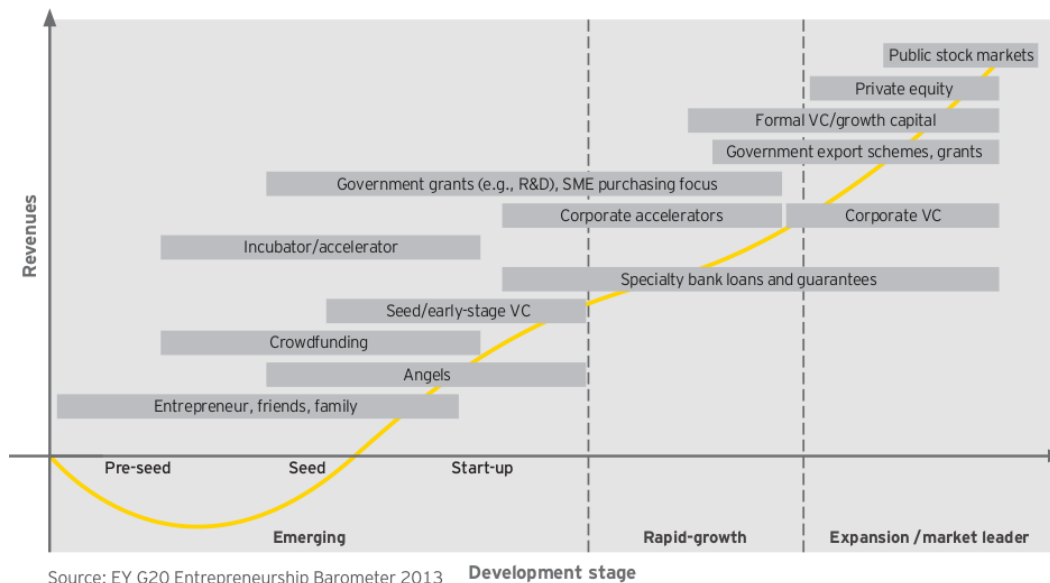 Revenues
Public stock markets
Private equity
Formal VC/growth capital
Government export schemes, grants
Government grants (e.g., R&D), SME purchasing focus
Corporate accelerators
Corporate VC
Incubator/accelerator
Specialty bank loans and guarantees
Seed/early-stage VC
Crowdfunding
Angels
Entrepreneur, friends, family
Pre-seed
Seed
Start-up
Emerging
Rapid-growth
Expansion /market leader
Source: EY G20 Entrepreneurship Barometer 2013
Development stage